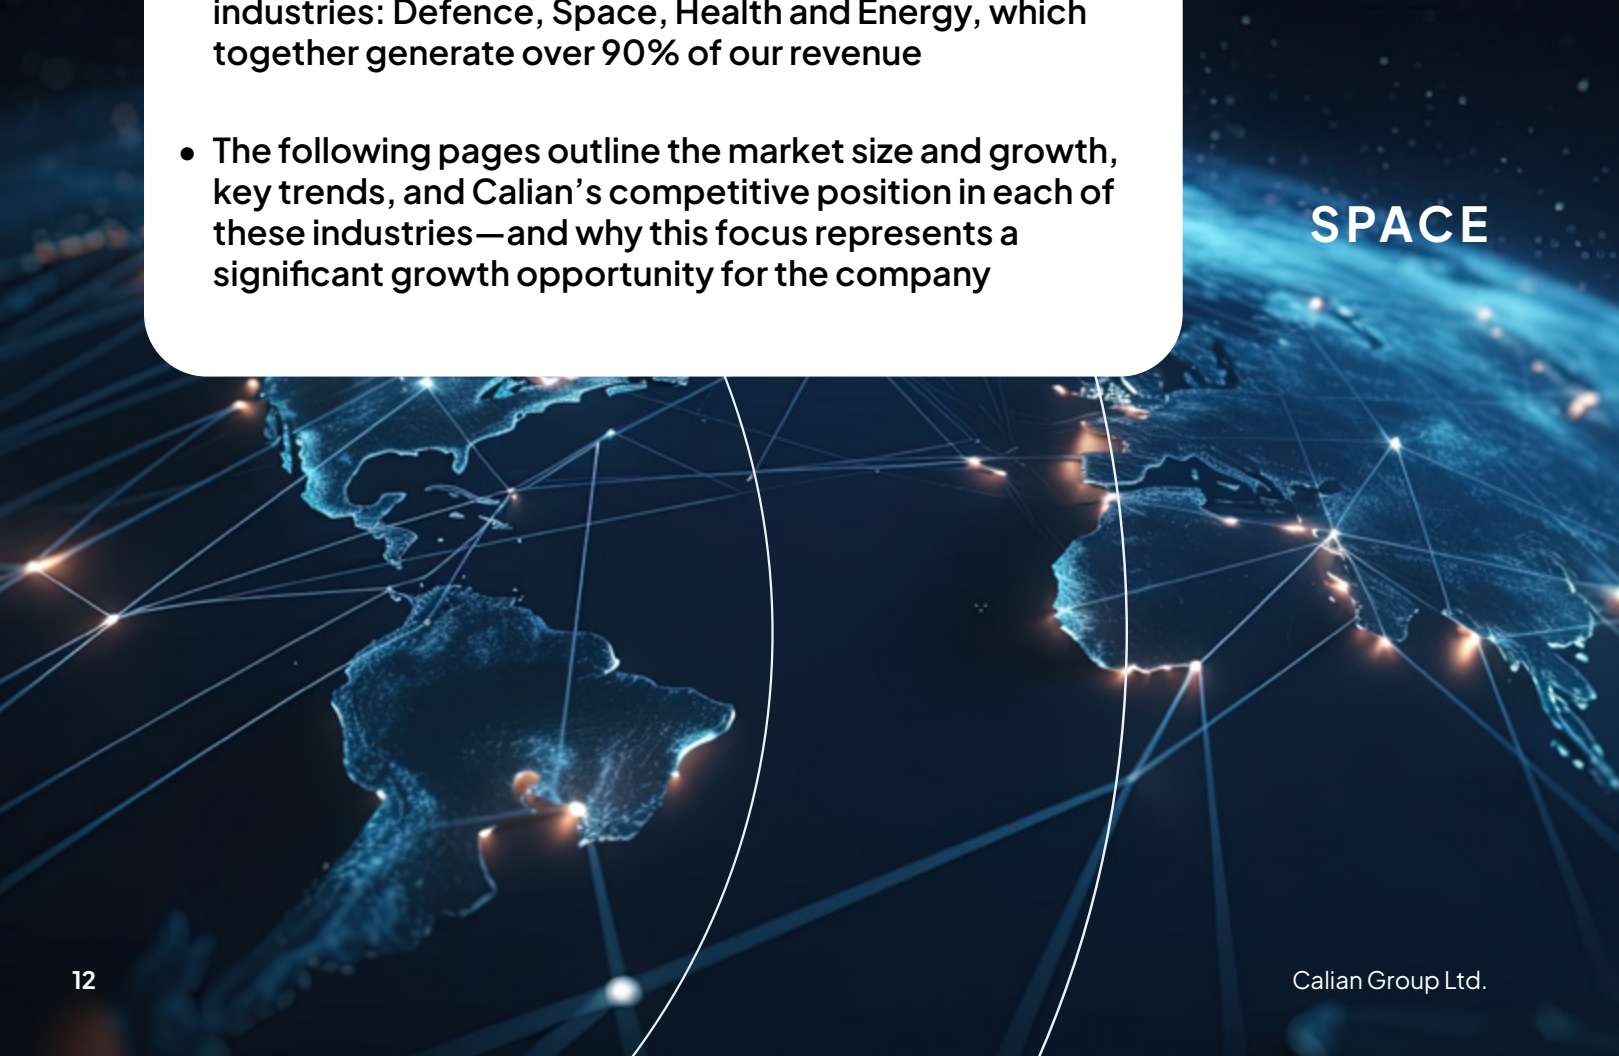 industries: Defence, Space, Health and Energy, which
together generate over 90% of our revenue
• The following pages outline the market size and growth,
key trends, and Calian’s competitive position in each of
these industries—and why this focus represents a
significant growth opportunity for the company
SPACE
12
Calian Group Ltd.